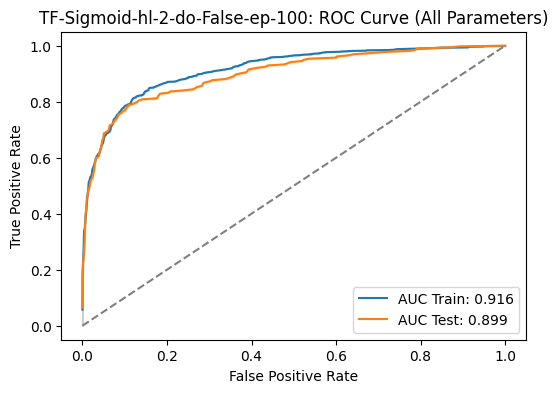 TF-Sigmoid-hl-2-do-False-ep-100: ROC Curve (All Parameters)
True Positive Rate
1.0
0.8
0.6
0.4
0.2
0.0
AUC Train: 0.916
AUC Test: 0.899
0.0 0.2 0.4 0.6 0.8 1.0
False Positive Rate